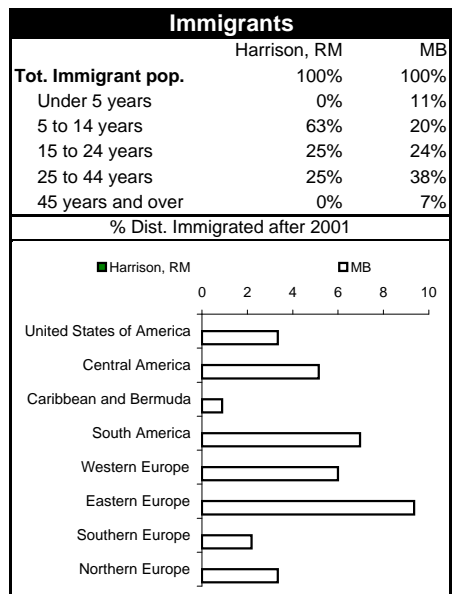 Immigrants
Harrison, RM MB
Tot. Immigrant pop. 100% 100%
Under 5 years 0% 11%
5 to 14 years 63% 20%
15 to 24 years 25% 24%
25 to 44 years 25% 38%
45 years and over 0% 7%
% Dist. Immigrated after 2001
Harrison, RM MB
0 2 4 6 8 10
United States of America
Central America
Caribbean and Bermuda
South America
Western Europe
Eastern Europe
Southern Europe
Northern Europe